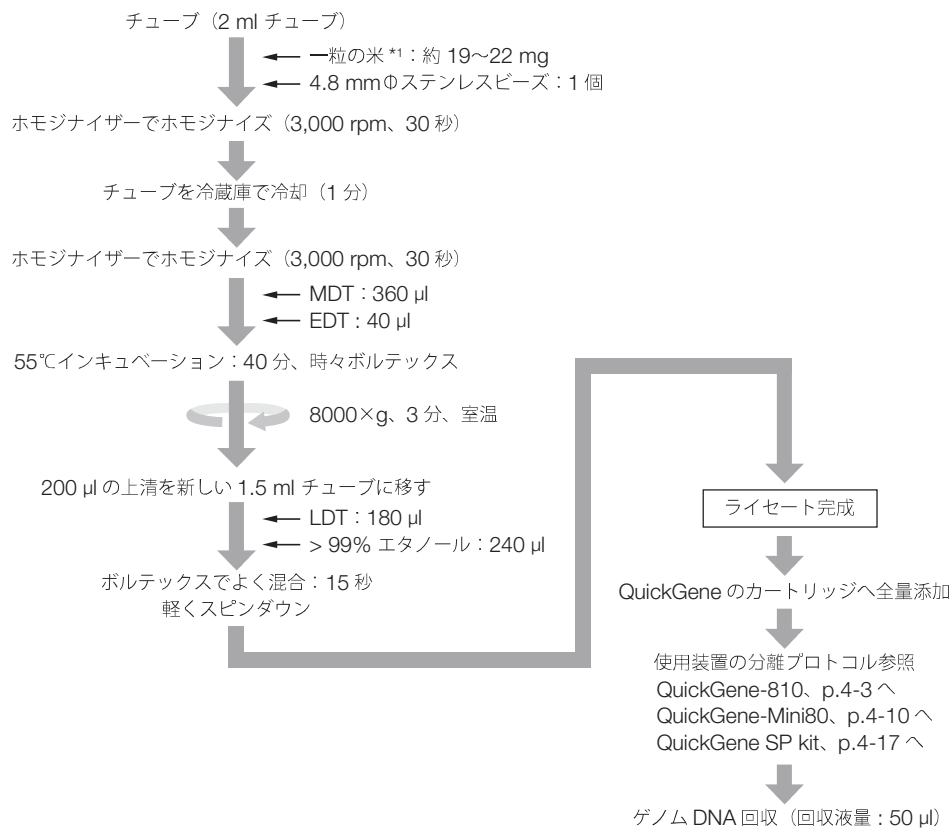 チューブ（2 ml チューブ）
一粒の米 *1：約 19～22 mg
4.8 mmΦステンレスビーズ：1 個
ホモジナイザーでホモジナイズ（3,000 rpm、30 秒）
チューブを冷蔵庫で冷却（1 分）
ホモジナイザーでホモジナイズ（3,000 rpm、30 秒）
MDT：360 µl
EDT : 40 µl
55℃インキュベーション：40 分、時々ボルテックス
8000×g、3 分、室温
200 µl の上清を新しい 1.5 ml チューブに移す
LDT：180 µl
> 99% エタノール：240 µl
ボルテックスでよく混合：15 秒
軽くスピンダウン
ライセート完成
QuickGene のカートリッジへ全量添加
使用装置の分離プロトコル参照
QuickGene-810、p.4-3 へ
QuickGene-Mini80、p.4-10 へ
QuickGene SP kit、p.4-17 へ
ゲノム DNA 回収（回収液量 : 50 µl）